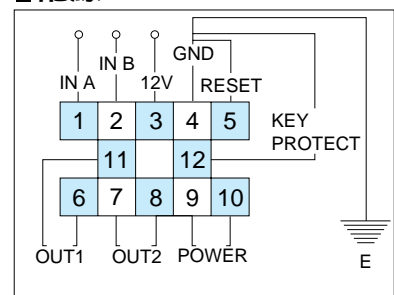 GND
IN B
IN A
12V
RESET
1 2 3 4 5
KEY
PROTECT
11 12
6 7 8 9 10
OUT1 OUT2 POWER
E